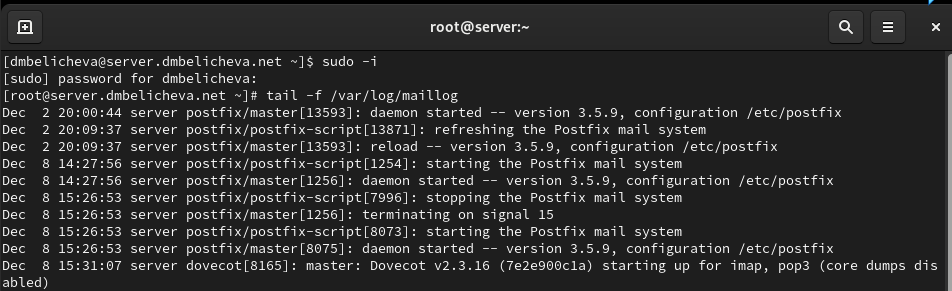 root@server:~
[dmbelicheva@server.dmbelicheva.net ~]$ sudo -i
[sudo] password for dmbelicheva:
[root@server.dmbelicheva.net ~]# tail -f /var/log/maillog
Dec  2 20:00:44 server postfix/master[13593]: daemon started -- version 3.5.9, configuration /etc/postfix
Dec  2 20:09:37 server postfix/postfix-script[13871]: refreshing the Postfix mail system
Dec  2 20:09:37 server postfix/master[13593]: reload -- version 3.5.9, configuration /etc/postfix
Dec  8 14:27:56 server postfix/postfix-script[1254]: starting the Postfix mail system
Dec  8 14:27:56 server postfix/master[1256]: daemon started -- version 3.5.9, configuration /etc/postfix
Dec  8 15:26:53 server postfix/postfix-script[7996]: stopping the Postfix mail system
Dec  8 15:26:53 server postfix/master[1256]: terminating on signal 15
Dec  8 15:26:53 server postfix/postfix-script[8073]: starting the Postfix mail system
Dec  8 15:26:53 server postfix/master[8075]: daemon started -- version 3.5.9, configuration /etc/postfix
Dec  8 15:31:07 server dovecot[8165]: master: Dovecot v2.3.16 (7e2e900c1a) starting up for imap, pop3 (core dumps dis
abled)